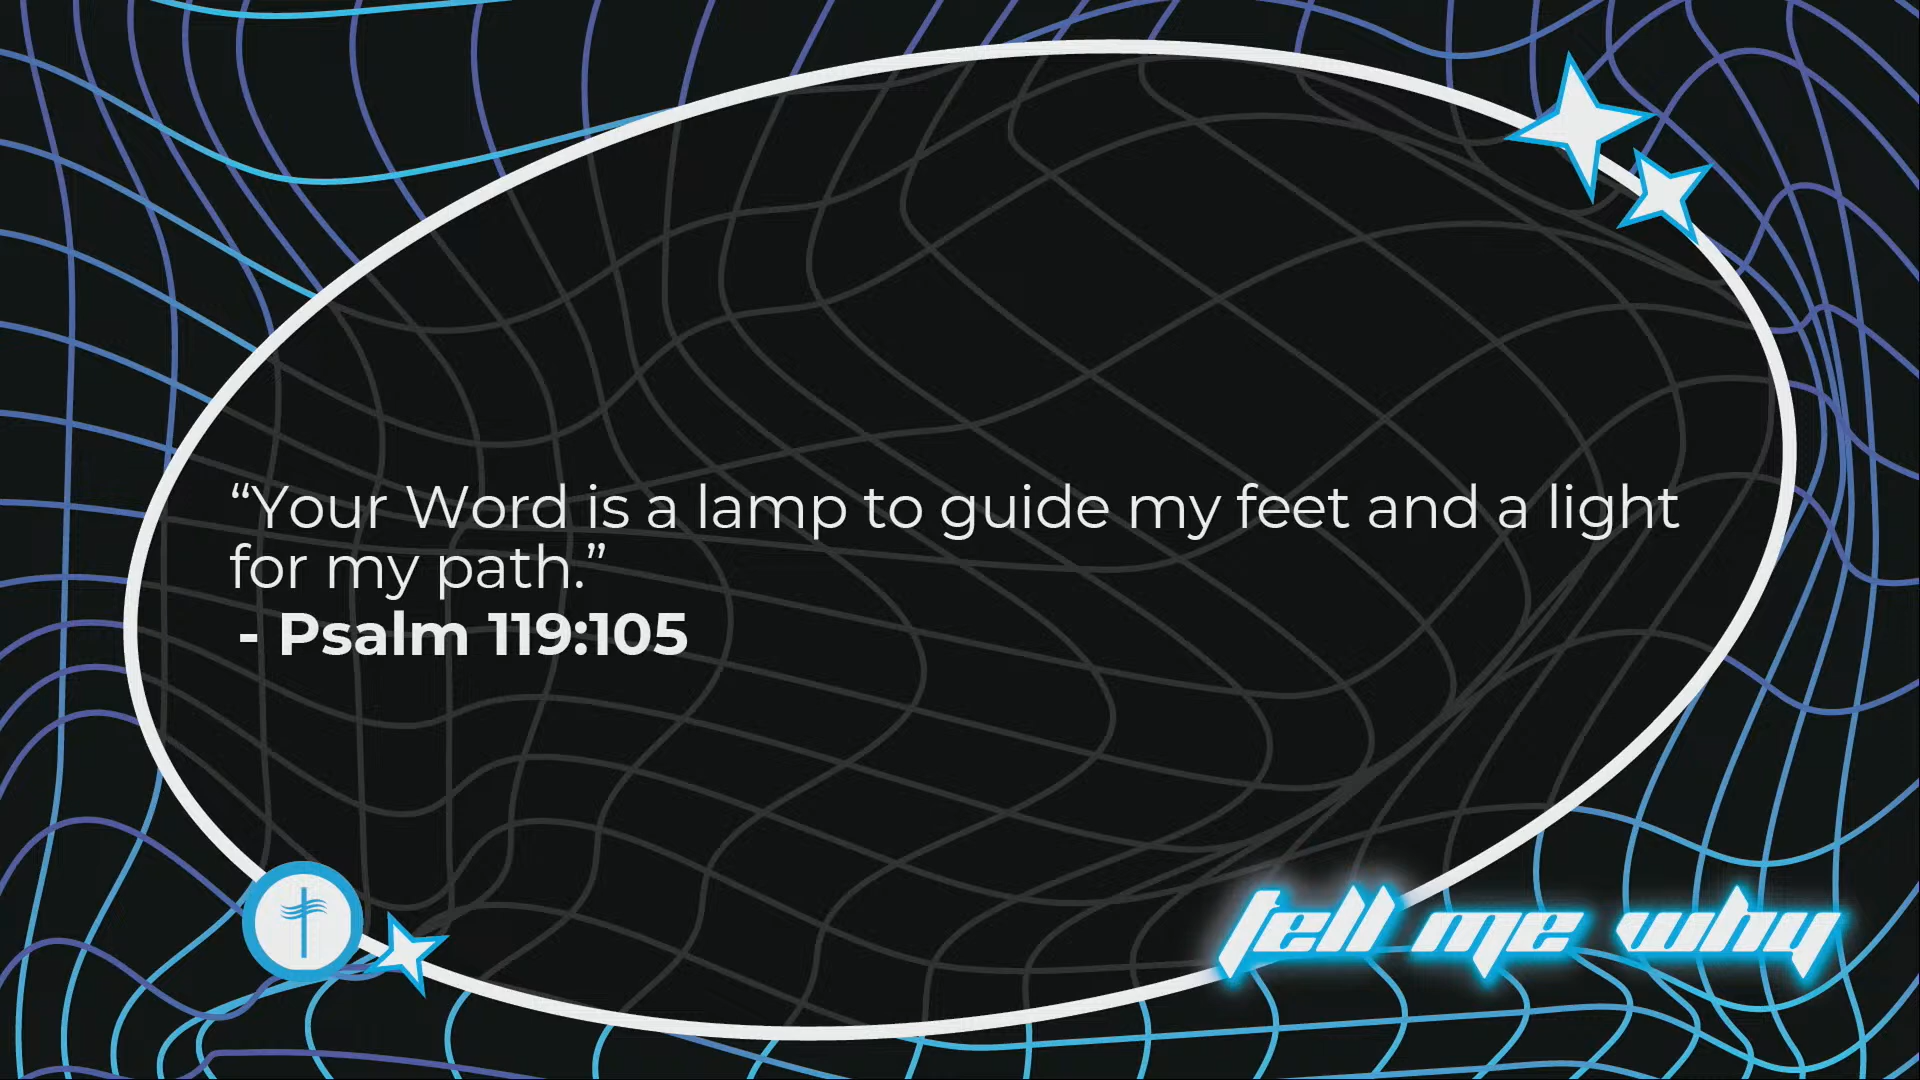 “Your Word is a lamp to guide my feet and a light
for my path.”
- Psalm 119:105
tell me why